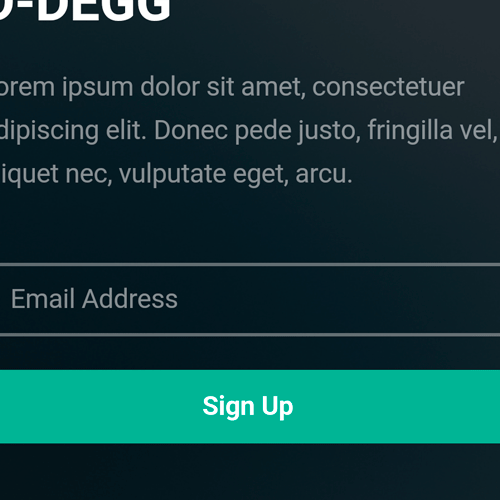 D-DEGG
orem ipsum dolor sit amet, consectetuer
dipiscing elit. Donec pede justo, fringilla vel,
iquet nec, vulputate eget, arcu.
Email Address
Sign Up